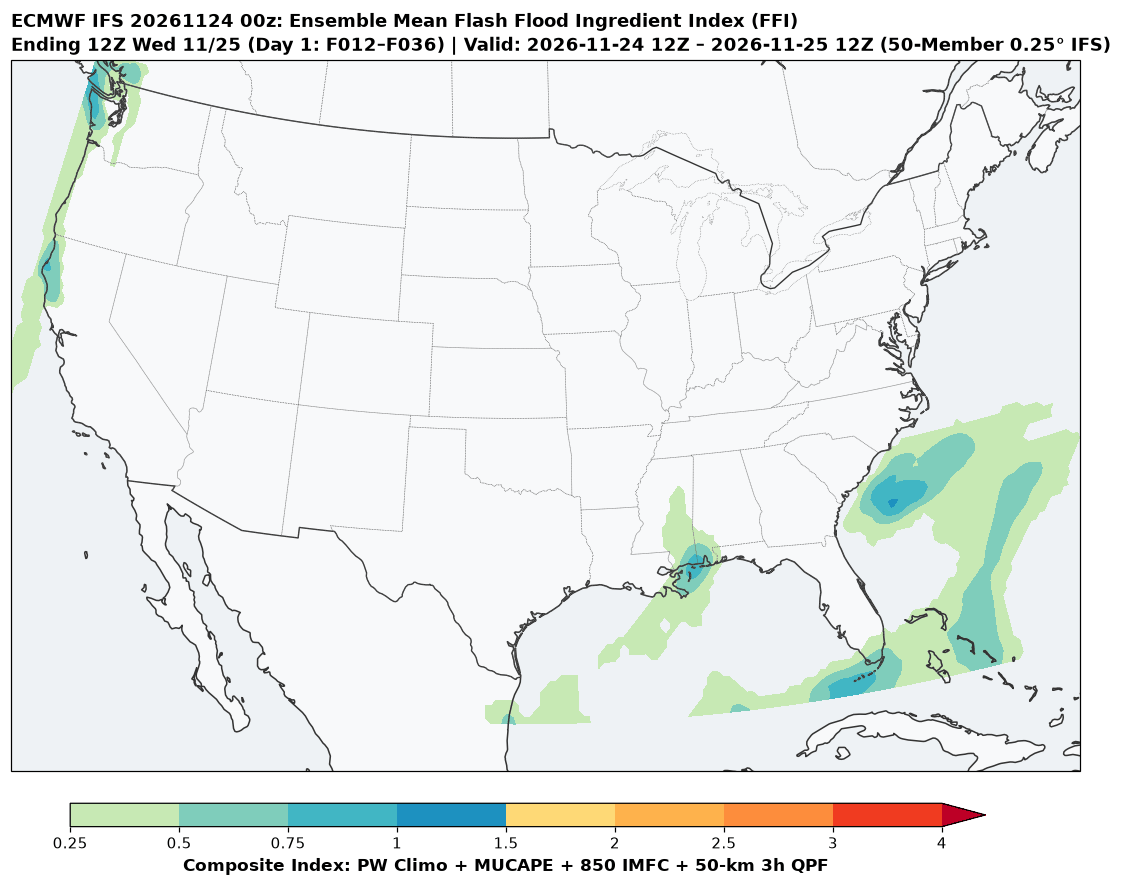 ECMWF IFS 20261124 00z: Ensemble Mean Flash Flood Ingredient Index (FFI)
Ending 12Z Wed 11/25 (Day 1: F012–F036) | Valid: 2026-11-24 12Z – 2026-11-25 12Z (50-Member 0.25° IFS)
0.25 0.5 0.75 1 1.5 2 2.5 3 4
Composite Index: PW Climo + MUCAPE + 850 IMFC + 50-km 3h QPF